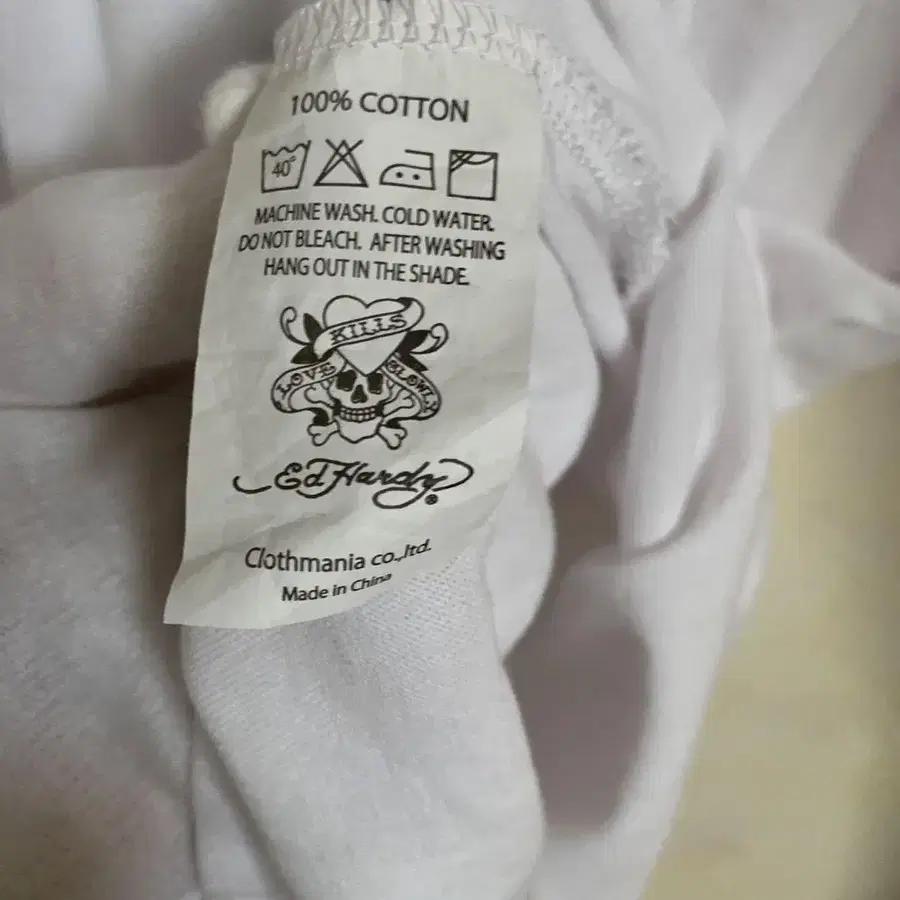 100% COTTON
40°
MACHINE WASH. COLD WATER.
DO NOT BLEACH. AFTER WASHING
HANG OUT IN THE SHADE.
KILLS
LOVE SLOWLY
Ed Hardy®
Clothmania co.,ltd.
Made in China